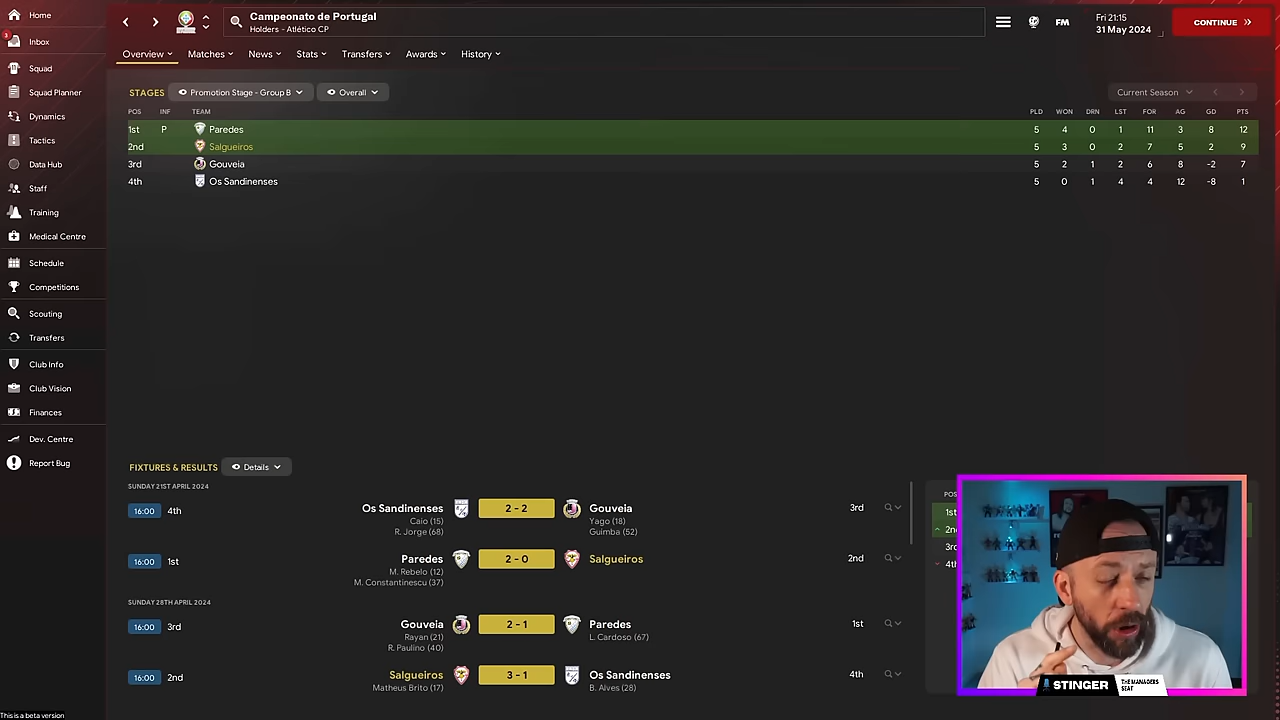 Home
3
Inbox
Squad
Squad Planner
Dynamics
Tactics
Data Hub
Staff
Training
Medical Centre
Schedule
Competitions
Scouting
Transfers
Club Info
Club Vision
Finances
Dev. Centre
Report Bug
This is a beta version
Campeonato de Portugal
Holders - Atlético CP
FM
Fri 21:15
31 May 2024
CONTINUE
Overview Matches News Stats Transfers Awards History
STAGES Promotion Stage - Group B Overall Current Season
POS INF TEAM PLD WON DRN LST FOR AG GD PTS
1st P Paredes 5 4 0 1 11 3 8 12
2nd Salgueiros 5 3 0 2 7 5 2 9
3rd Gouveia 5 2 1 2 6 8 -2 7
4th Os Sandinenses 5 0 1 4 4 12 -8 1
FIXTURES & RESULTS Details
SUNDAY 21ST APRIL 2024
16:00 4th Os Sandinenses 2 - 2 Gouveia 3rd
Caio (15) Yago (18)
R. Jorge (68) Guimba (52)
16:00 1st Paredes 2 - 0 Salgueiros 2nd
M. Rebelo (12)
M. Constantinescu (37)
SUNDAY 28TH APRIL 2024
16:00 3rd Gouveia 2 - 1 Paredes 1st
Rayan (21) L. Cardoso (67)
R. Paulino (40)
16:00 2nd Salgueiros 3 - 1 Os Sandinenses 4th
Matheus Brito (17) B. Alves (28)
POS
1st
2nd
3rd
4th
STINGER
THE MANAGERS
SEAT